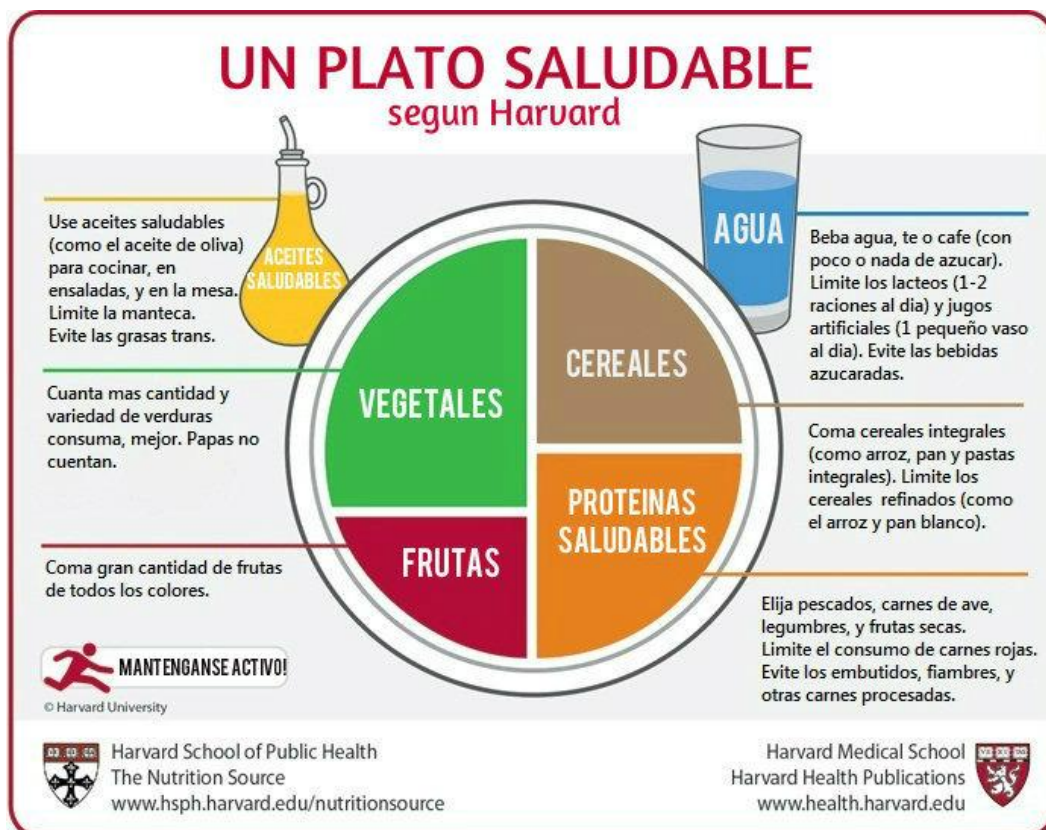 UN PLATO SALUDABLE
segun Harvard
Use aceites saludables
(como el aceite de oliva)
para cocinar, en
ensaladas, y en la mesa.
Limite la manteca.
Evite las grasas trans.
ACEITES
SALUDABLES
AGUA
Beba agua, te o cafe (con
poco o nada de azucar).
Limite los lacteos (1-2
raciones al dia) y jugos
artificiales (1 pequeño vaso
al dia). Evite las bebidas
azucaradas.
VEGETALES
CEREALES
Cuanta mas cantidad y
variedad de verduras
consuma, mejor. Papas no
cuentan.
Coma cereales integrales
(como arroz, pan y pastas
integrales). Limite los
cereales refinados (como
el arroz y pan blanco).
FRUTAS
PROTEINAS
SALUDABLES
Coma gran cantidad de frutas
de todos los colores.
Elija pescados, carnes de ave,
legumbres, y frutas secas.
Limite el consumo de carnes rojas.
Evite los embutidos, fiambres, y
otras carnes procesadas.
MANTENGANSE ACTIVO!
© Harvard University
Harvard School of Public Health
The Nutrition Source
www.hsph.harvard.edu/nutritionsource
Harvard Medical School
Harvard Health Publications
www.health.harvard.edu